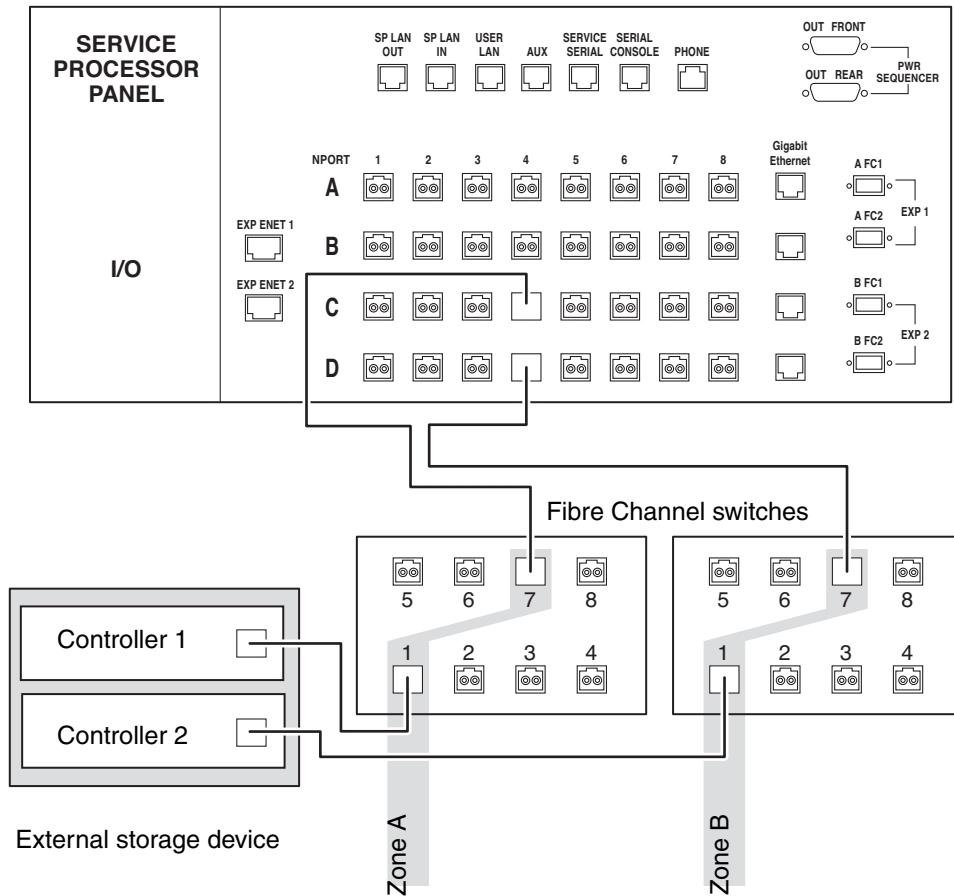 SERVICE
PROCESSOR
PANEL
I/O
SP LAN
OUT
SP LAN
IN
USER
LAN
AUX
SERVICE
SERIAL
SERIAL
CONSOLE
PHONE
OUT FRONT
OUT REAR
PWR
SEQUENCER
NPORT 1 2 3 4 5 6 7 8
Gigabit
Ethernet
A
B
C
D
EXP ENET 1
EXP ENET 2
A FC1
A FC2
EXP 1
B FC1
B FC2
EXP 2
Fibre Channel switches
5 6 7 8
1 2 3 4
5 6 7 8
1 2 3 4
Controller 1
Controller 2
External storage device
Zone A
Zone B